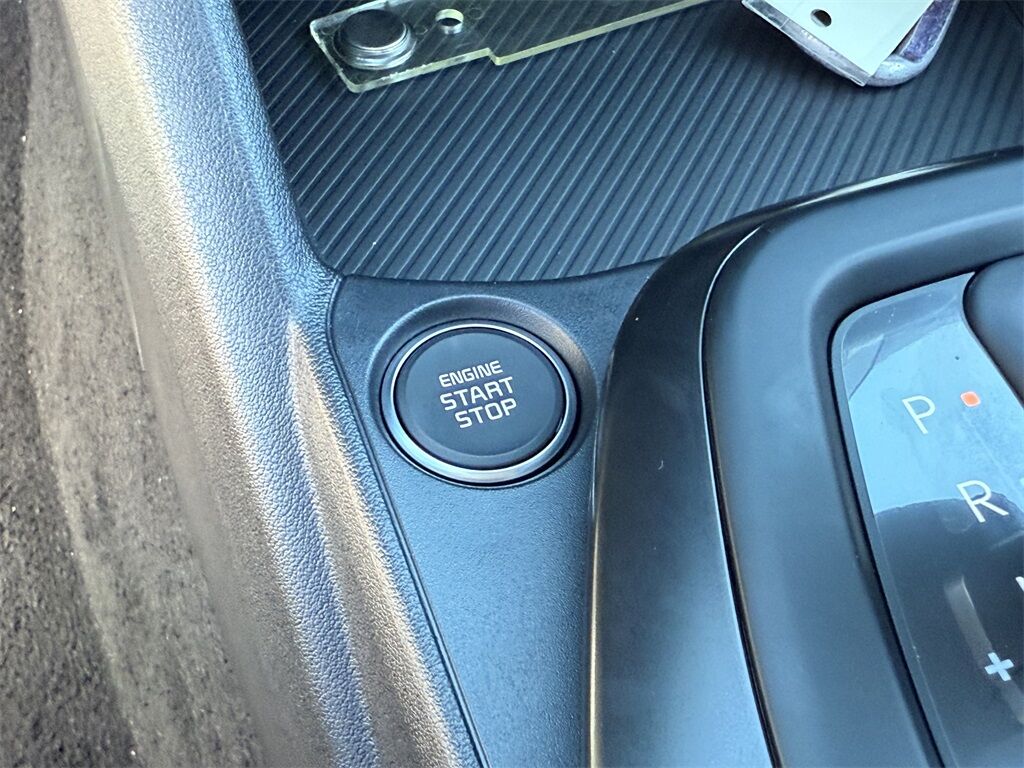 ENGINE
START
STOP
P
R
+